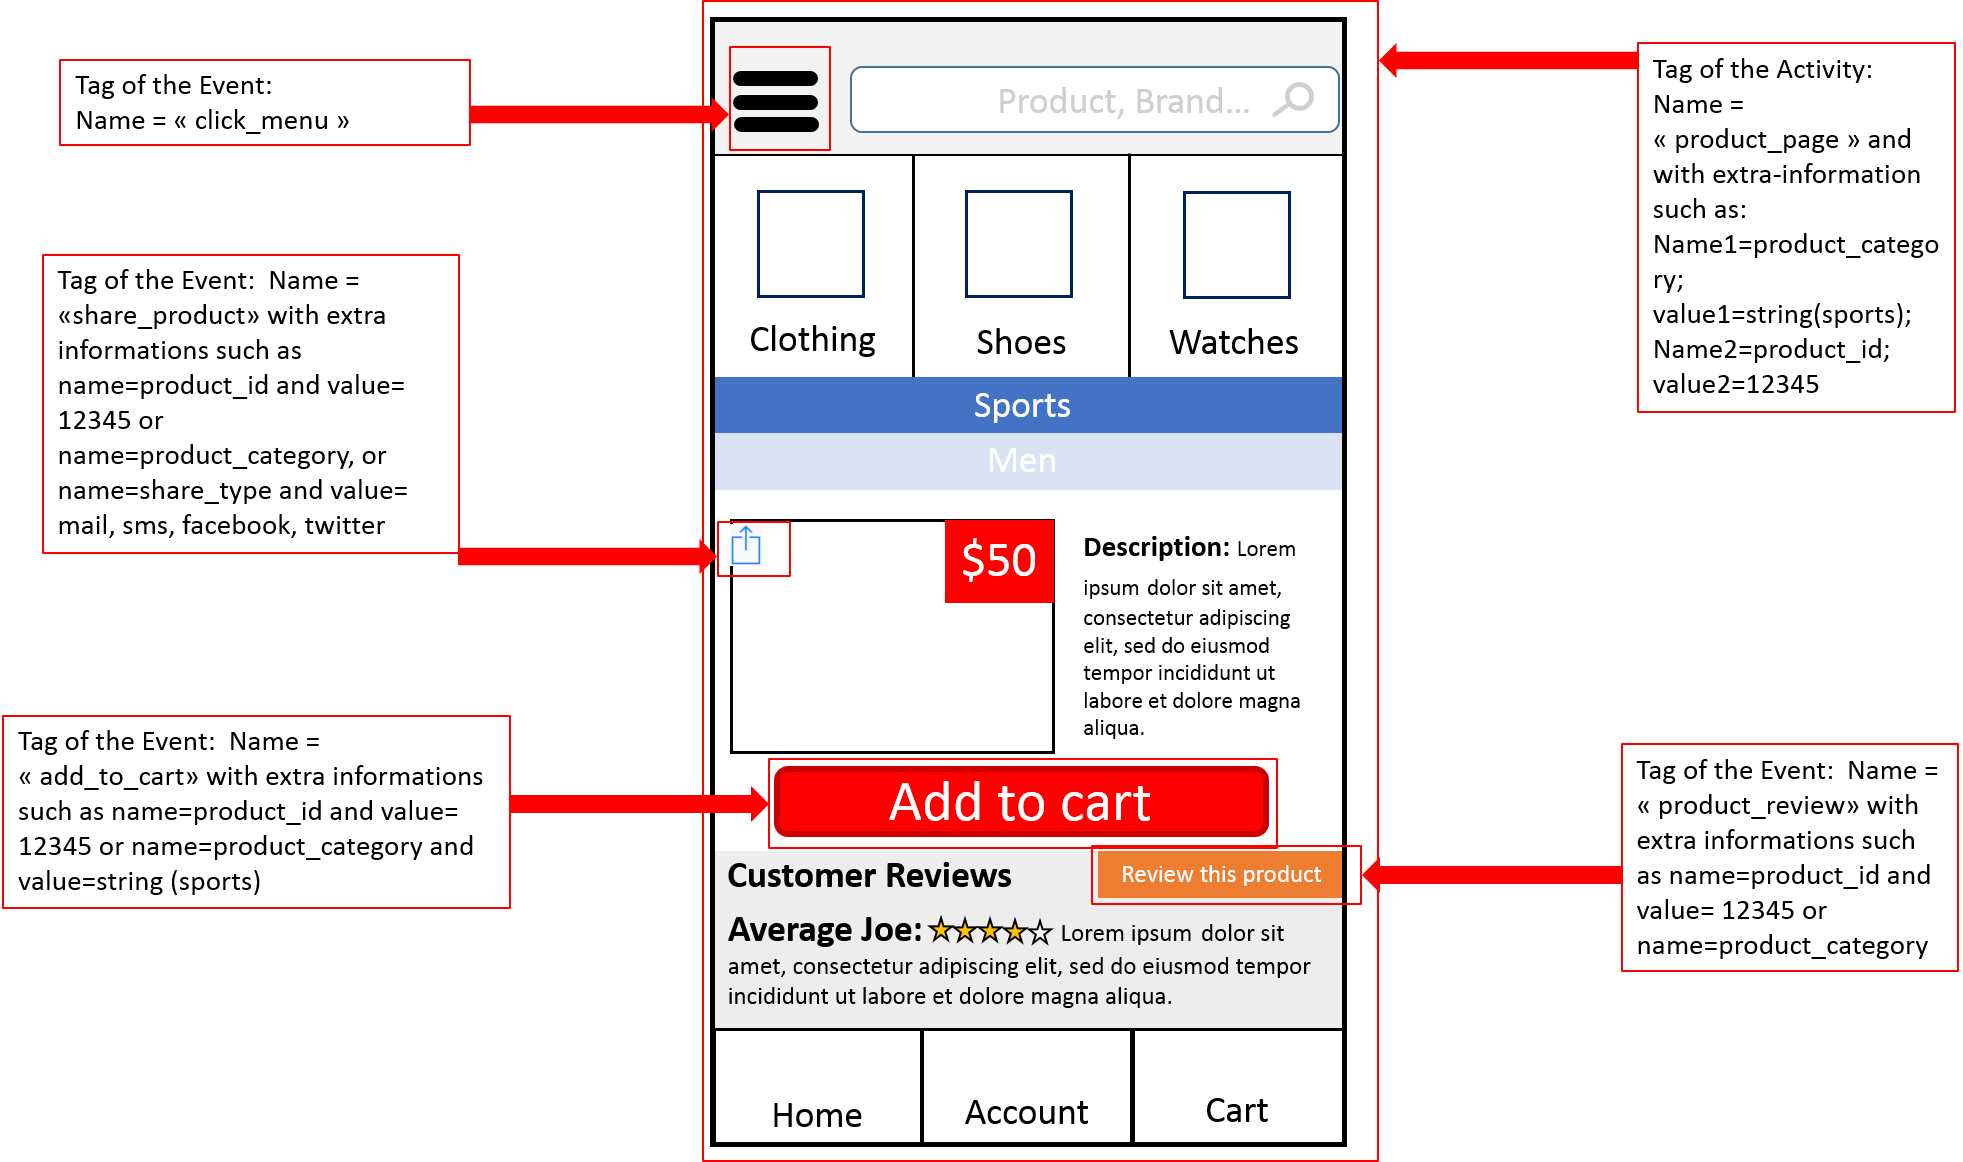 Tag of the Event:
Name = « click_menu »
Tag of the Event:  Name =
«share_product» with extra
informations such as
name=product_id and value=
12345 or
name=product_category, or
name=share_type and value=
mail, sms, facebook, twitter
Tag of the Event:  Name =
« add_to_cart» with extra informations
such as name=product_id and value=
12345 or name=product_category and
value=string (sports)
Product, Brand...
Clothing
Shoes
Watches
Sports
Men
$50
Description: Lorem
ipsum dolor sit amet,
consectetur adipiscing
elit, sed do eiusmod
tempor incididunt ut
labore et dolore magna
aliqua.
Add to cart
Customer Reviews
Review this product
Average Joe: Lorem ipsum dolor sit
amet, consectetur adipiscing elit, sed do eiusmod tempor
incididunt ut labore et dolore magna aliqua.
Home
Account
Cart
Tag of the Activity:
Name =
« product_page » and
with extra-information
such as:
Name1=product_catego
ry;
value1=string(sports);
Name2=product_id;
value2=12345
Tag of the Event:  Name =
« product_review» with
extra informations such
as name=product_id and
value= 12345 or
name=product_category